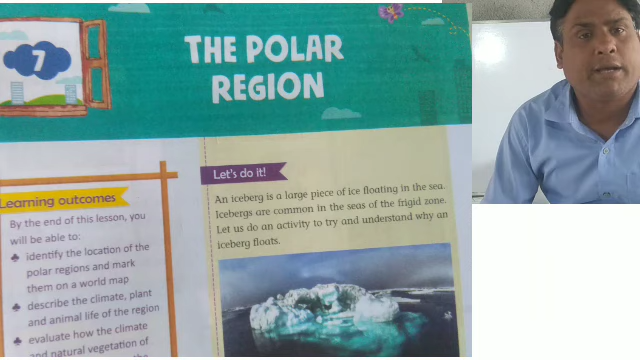 7
THE POLAR
REGION
Learning outcomes
By the end of this lesson, you
will be able to:
♣ identify the location of the
polar regions and mark
them on a world map
♣ describe the climate, plant
and animal life of the region
♣ evaluate how the climate
and natural vegetation of
Let's do it!
An iceberg is a large piece of ice floating in the sea.
Icebergs are common in the seas of the frigid zone.
Let us do an activity to try and understand why an
iceberg floats.